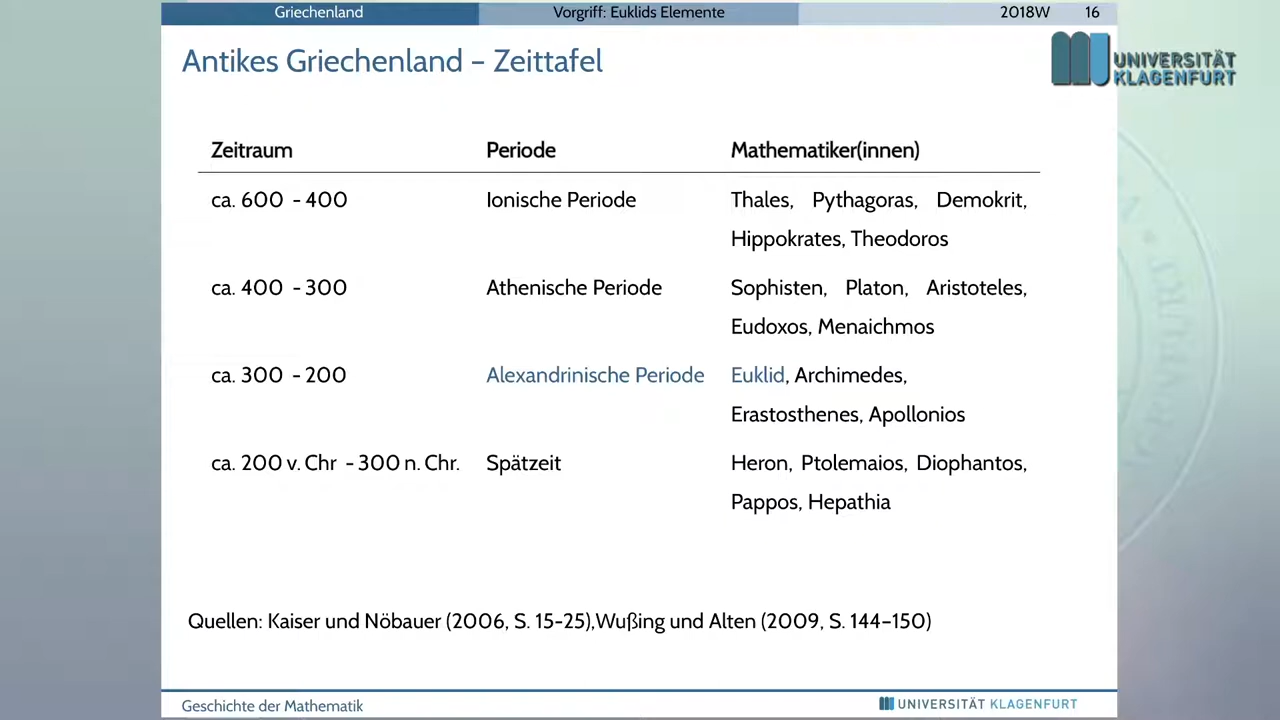 Griechenland Vorgriff: Euklids Elemente 2018W 16
Antikes Griechenland – Zeittafel
UNIVERSITÄT
KLAGENFURT
Zeitraum Periode Mathematiker(innen)
ca. 600 - 400 Ionische Periode Thales, Pythagoras, Demokrit,
Hippokrates, Theodoros
ca. 400 - 300 Athenische Periode Sophisten, Platon, Aristoteles,
Eudoxos, Menaichmos
ca. 300 - 200 Alexandrinische Periode Euklid, Archimedes,
Erastosthenes, Apollonios
ca. 200 v. Chr - 300 n. Chr. Spätzeit Heron, Ptolemaios, Diophantos,
Pappos, Hepathia
Quellen: Kaiser und Nöbauer (2006, S. 15-25),Wußing und Alten (2009, S. 144–150)
Geschichte der Mathematik UNIVERSITÄT KLAGENFURT